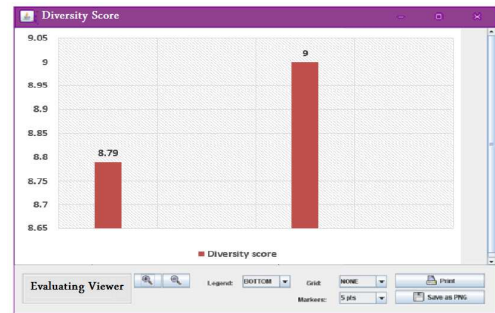 Diversity Score
9.05
9
8.95
8.9
8.85
8.8
8.75
8.7
8.65
8.79
9
Diversity score
Evaluating Viewer
Legend: BOTTOM
Grid: NONE
Markers: 5 pts
Print
Save as PNG